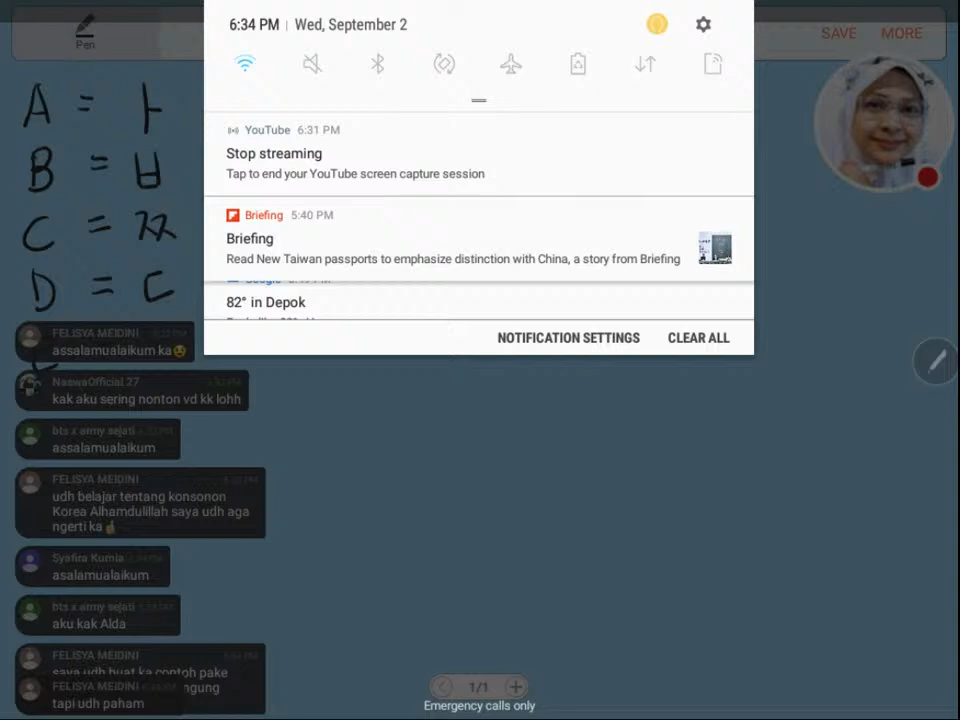 6:34 PM | Wed, September 2
Pen
SAVE MORE
A = ㅏ
B = ㅂ
C = ㅉ
D = ㄷ
YouTube 6:31 PM
Stop streaming
Tap to end your YouTube screen capture session
Briefing 5:40 PM
Briefing
Read New Taiwan passports to emphasize distinction with China, a story from Briefing
82° in Depok
NOTIFICATION SETTINGS CLEAR ALL
FELISYA MEIDINI
assalamualaikum ka😫
NaswaOfficial 27
kak aku sering nonton vd kk lohh
bts x army sejati
assalamualaikum
FELISYA MEIDINI
udh belajar tentang konsonon
Korea Alhamdulillah saya udh aga
ngerti ka👍
Syafira Kurnia
asalamualaikum
bts x army sejati
aku kak Alda
FELISYA MEIDINI
saya udh buat ka contoh pake
FELISYA MEIDINI
tapi udh paham
1/1
Emergency calls only